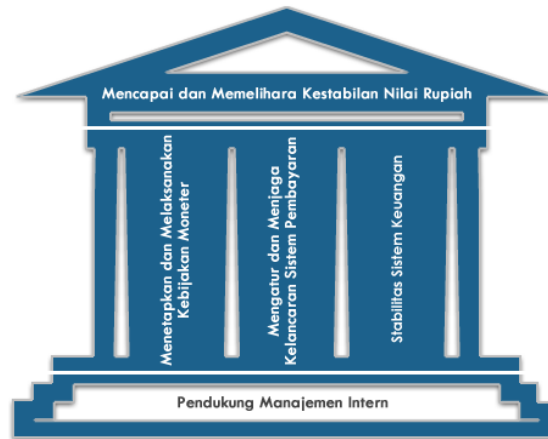 Mencapai dan Memelihara Kestabilan Nilai Rupiah
Menetapkan dan Melaksanakan
Kebijakan Moneter
Mengatur dan Menjaga
Kelancaran Sistem Pembayaran
Stabilitas Sistem Keuangan
Pendukung Manajemen Intern